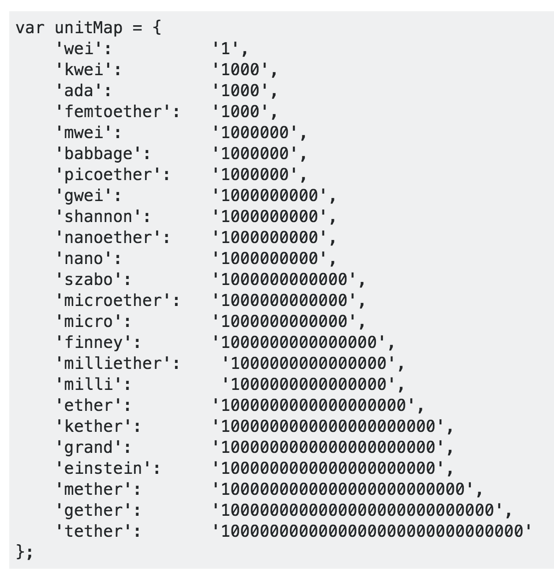 var unitMap = {
    'wei':          '1',
    'kwei':         '1000',
    'ada':          '1000',
    'femtoether':   '1000',
    'mwei':         '1000000',
    'babbage':      '1000000',
    'picoether':    '1000000',
    'gwei':         '1000000000',
    'shannon':      '1000000000',
    'nanoether':    '1000000000',
    'nano':         '1000000000',
    'szabo':        '1000000000000',
    'microether':   '1000000000000',
    'micro':        '1000000000000',
    'finney':       '1000000000000000',
    'milliether':    '1000000000000000',
    'milli':         '1000000000000000',
    'ether':        '1000000000000000000',
    'kether':       '1000000000000000000000',
    'grand':        '1000000000000000000000',
    'einstein':     '1000000000000000000000',
    'mether':       '1000000000000000000000000',
    'gether':       '1000000000000000000000000000',
    'tether':       '1000000000000000000000000000000'
};